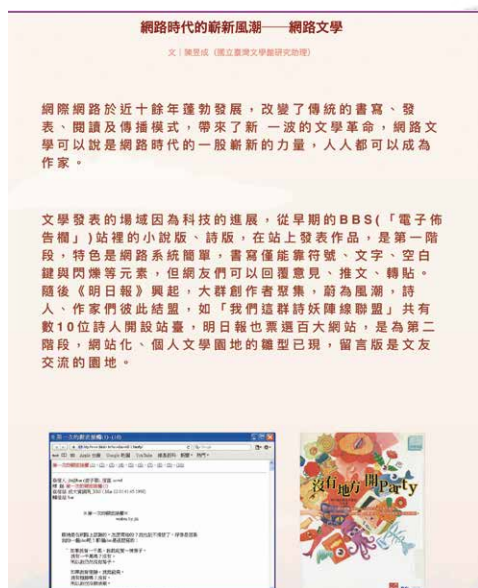 網路時代的嶄新風潮──網路文學
文｜陳昱成（國立臺灣文學館研究助理）
網際網路於近十餘年蓬勃發展，改變了傳統的書寫、發
表、閱讀及傳播模式，帶來了新 一波的文學革命，網路文
學可以說是網路時代的一股嶄新的力量，人人都可以成為
作家。
文學發表的場域因為科技的進展，從早期的BBS(「電子佈
告欄」)站裡的小說版、詩版，在站上發表作品，是第一階
段，特色是網路系統簡單，書寫僅能靠符號、文字、空白
鍵與閃爍等元素，但網友們可以回覆意見、推文、轉貼。
隨後《明日報》興起，大群創作者聚集，蔚為風潮，詩
人、作家們彼此結盟，如「我們這群詩妖陣線聯盟」共有
數10位詩人開設站臺，明日報也票選百大網站，是為第二
階段，網站化、個人文學園地的雛型已現，留言版是文友
交流的園地。
沒有地方開Party